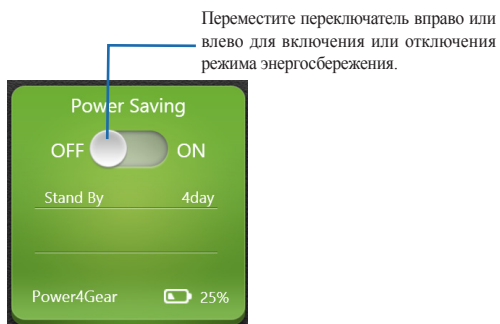 Переместите переключатель вправо или
влево для включения или отключения
режима энергосбережения.
Power Saving
OFF ON
Stand By 4day
Power4Gear 25%